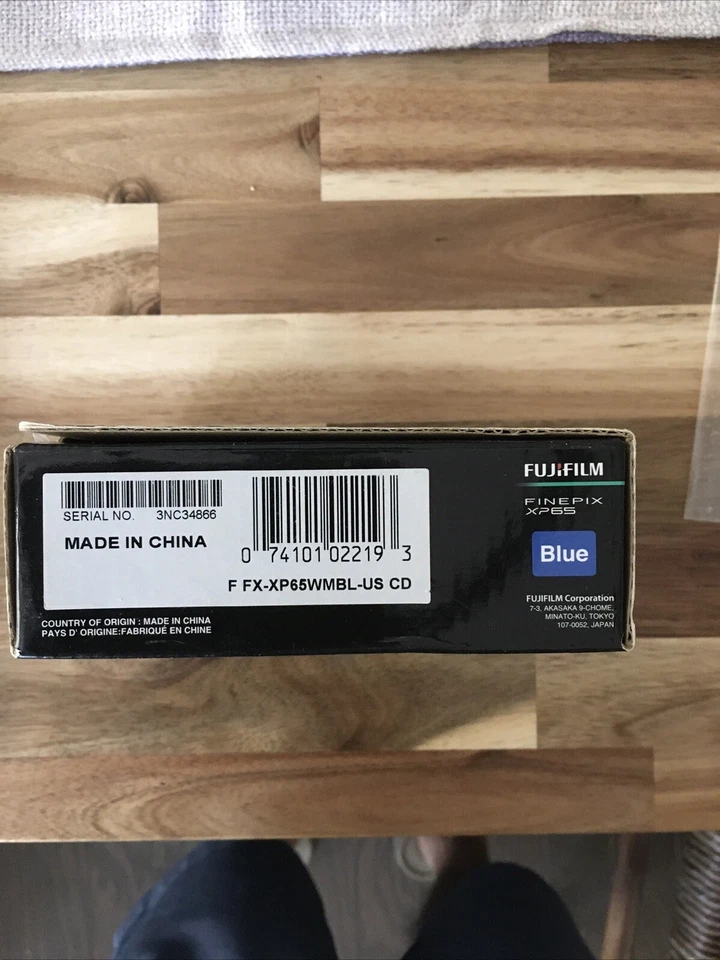 SERIAL NO. 3NC34866
MADE IN CHINA
0 74101 02219 3
F FX-XP65WMBL-US CD
COUNTRY OF ORIGIN : MADE IN CHINA
PAYS D' ORIGINE:FABRIQUÉ EN CHINE
FUJIFILM
FINEPIX
XP65
Blue
FUJIFILM Corporation
7-3, AKASAKA 9-CHOME,
MINATO-KU, TOKYO
107-0052, JAPAN